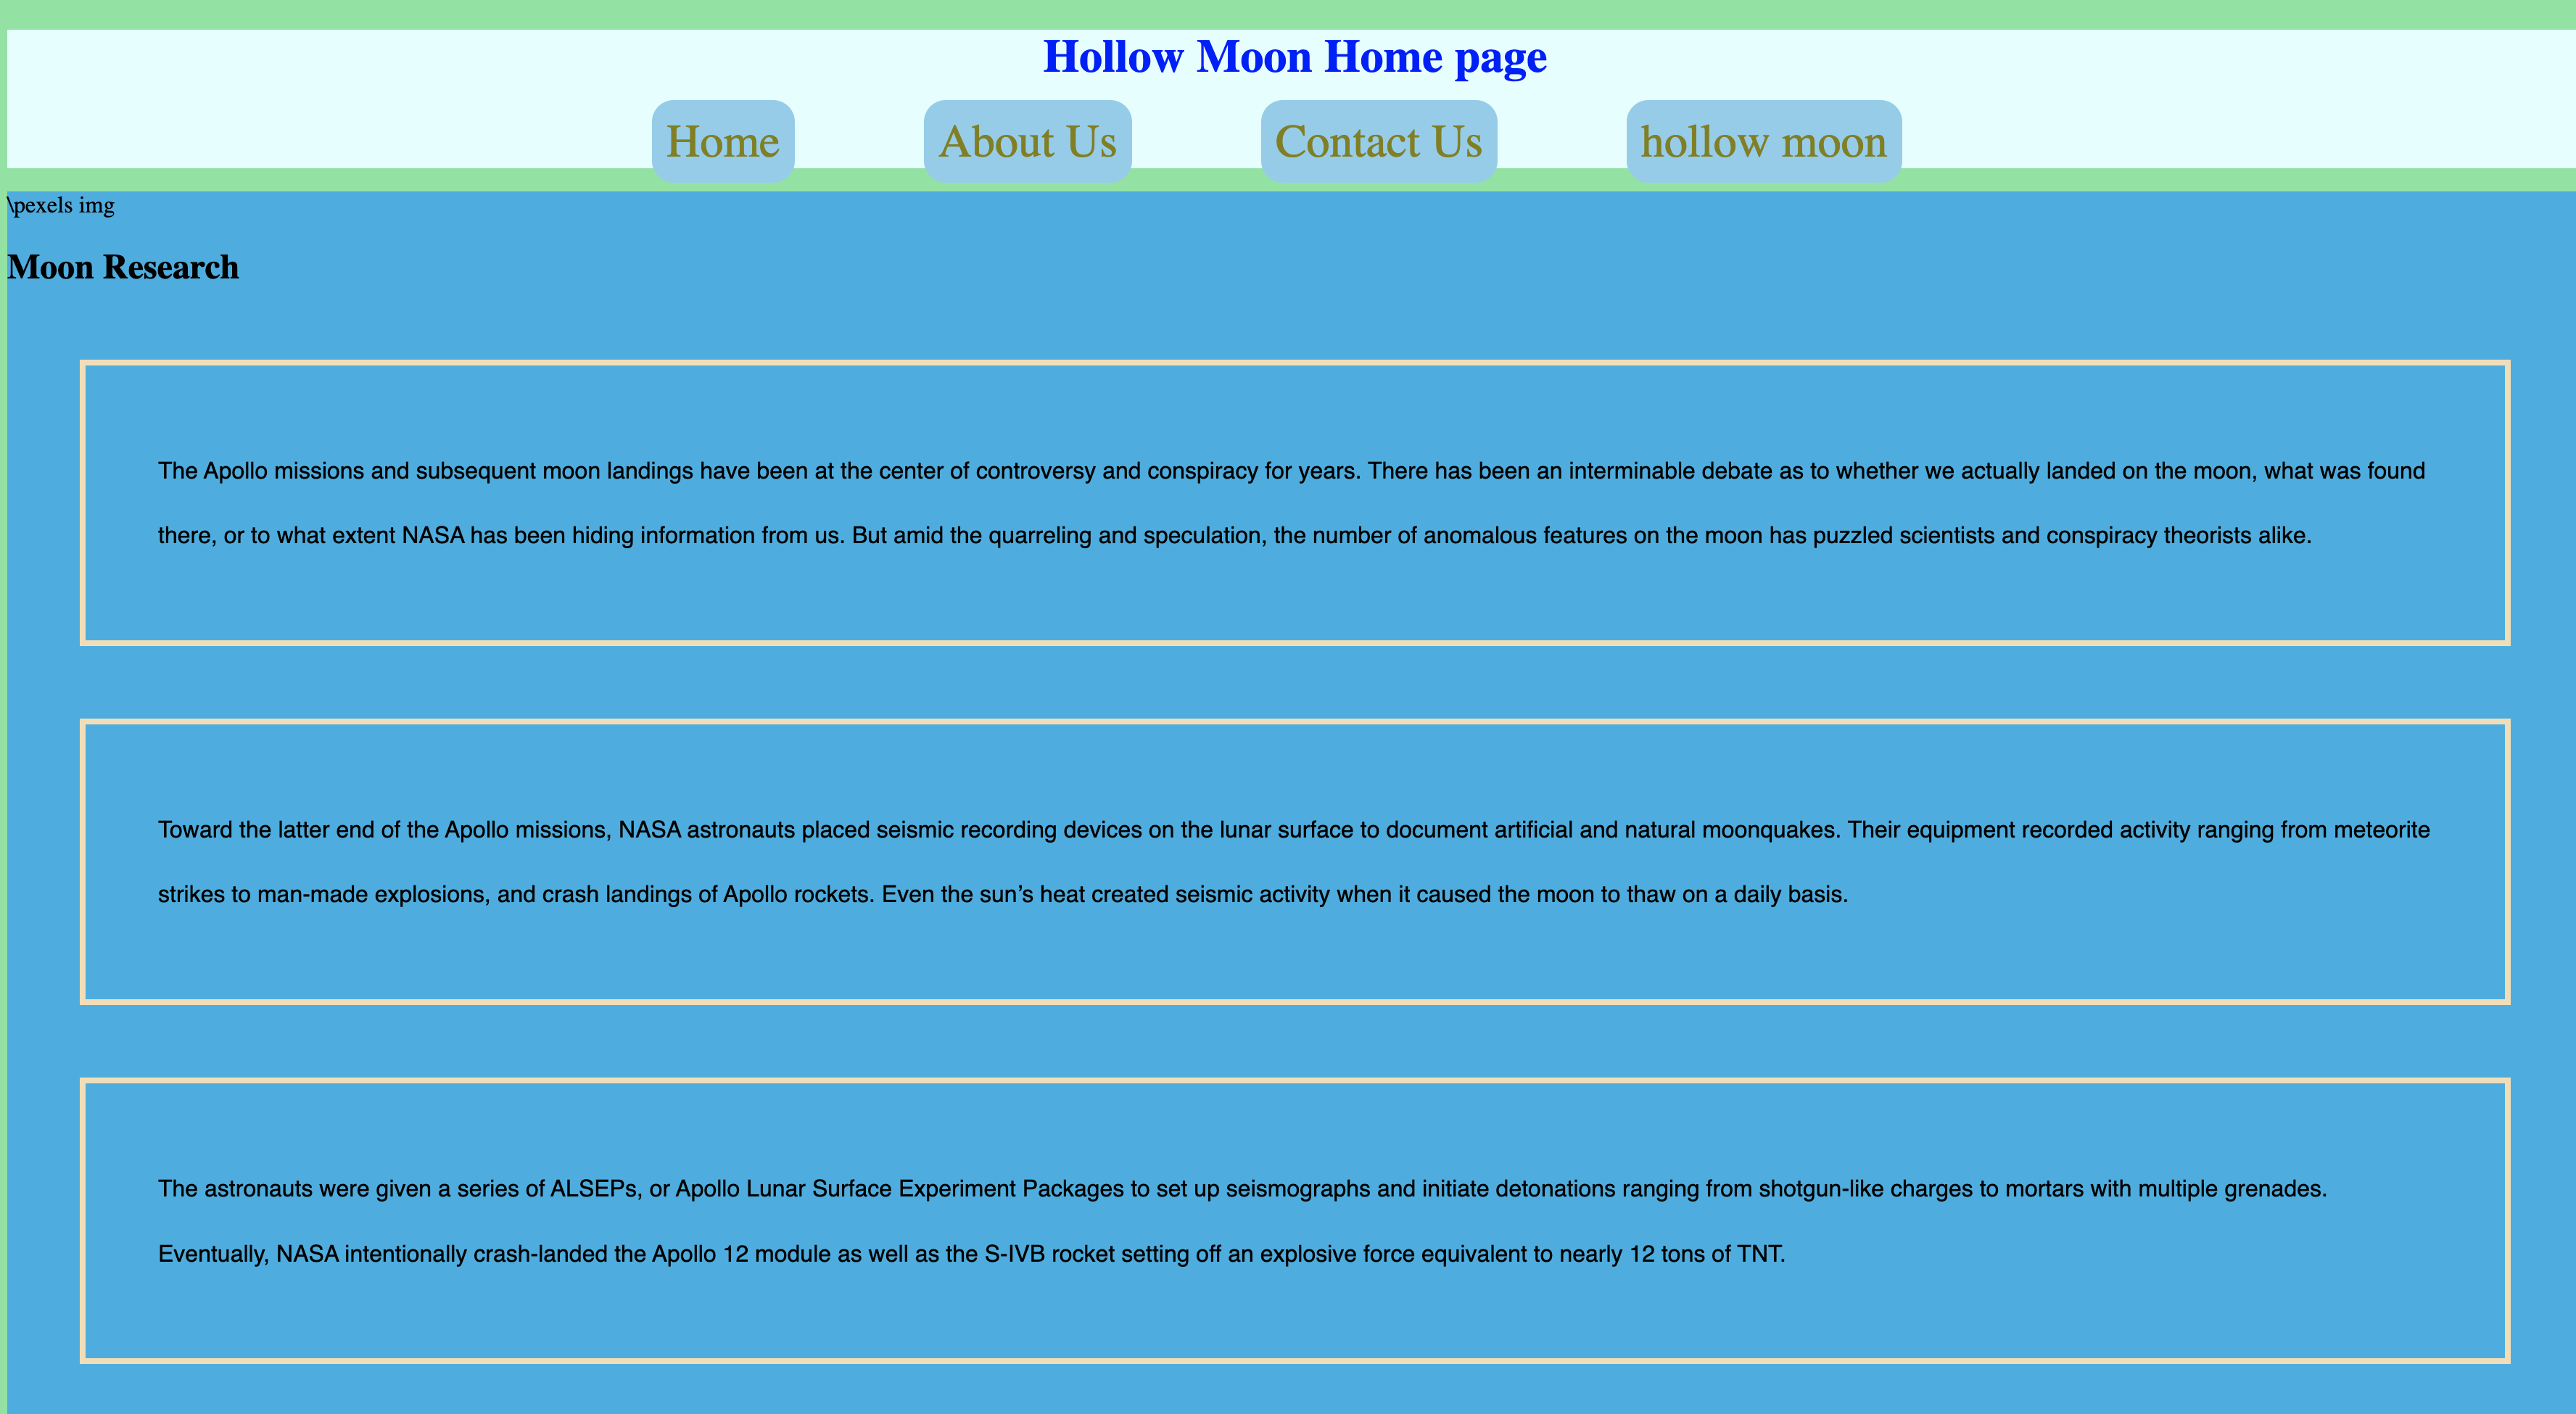 Hollow Moon Home page
Home About Us Contact Us hollow moon
\pexels img
Moon Research
The Apollo missions and subsequent moon landings have been at the center of controversy and conspiracy for years. There has been an interminable debate as to whether we actually landed on the moon, what was found
there, or to what extent NASA has been hiding information from us. But amid the quarreling and speculation, the number of anomalous features on the moon has puzzled scientists and conspiracy theorists alike.
Toward the latter end of the Apollo missions, NASA astronauts placed seismic recording devices on the lunar surface to document artificial and natural moonquakes. Their equipment recorded activity ranging from meteorite
strikes to man-made explosions, and crash landings of Apollo rockets. Even the sun’s heat created seismic activity when it caused the moon to thaw on a daily basis.
The astronauts were given a series of ALSEPs, or Apollo Lunar Surface Experiment Packages to set up seismographs and initiate detonations ranging from shotgun-like charges to mortars with multiple grenades.
Eventually, NASA intentionally crash-landed the Apollo 12 module as well as the S-IVB rocket setting off an explosive force equivalent to nearly 12 tons of TNT.